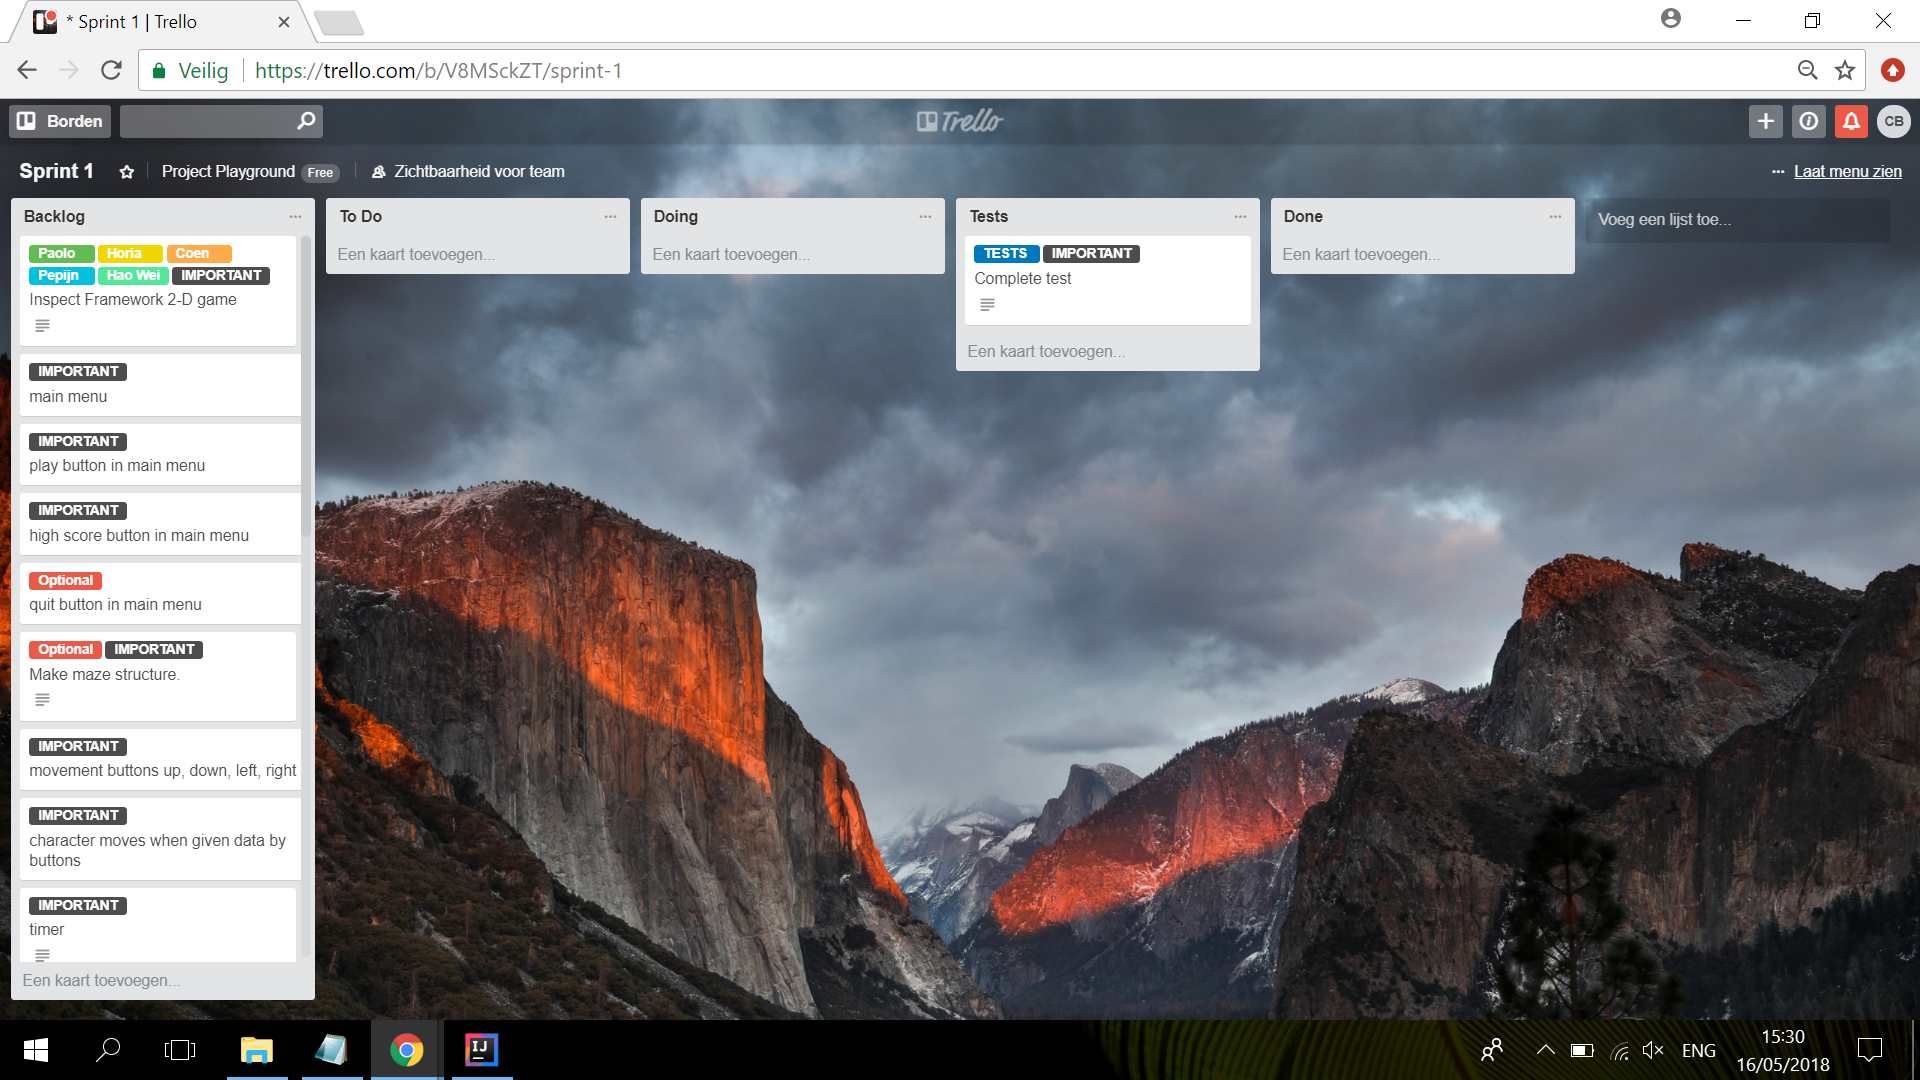 * Sprint 1 | Trello
Veilig
https://trello.com/b/V8MSckZT/sprint-1
Borden
Trello
CB
Sprint 1
Project Playground
Free
Zichtbaarheid voor team
Laat menu zien
Backlog
Paolo Horia Coen
Pepijn Hao Wei IMPORTANT
Inspect Framework 2-D game
IMPORTANT
main menu
IMPORTANT
play button in main menu
IMPORTANT
high score button in main menu
Optional
quit button in main menu
Optional IMPORTANT
Make maze structure.
IMPORTANT
movement buttons up, down, left, right
IMPORTANT
character moves when given data by
buttons
IMPORTANT
timer
Een kaart toevoegen...
To Do
Een kaart toevoegen...
Doing
Een kaart toevoegen...
Tests
TESTS IMPORTANT
Complete test
Een kaart toevoegen...
Done
Een kaart toevoegen...
Voeg een lijst toe...
IJ
ENG
15:30
16/05/2018